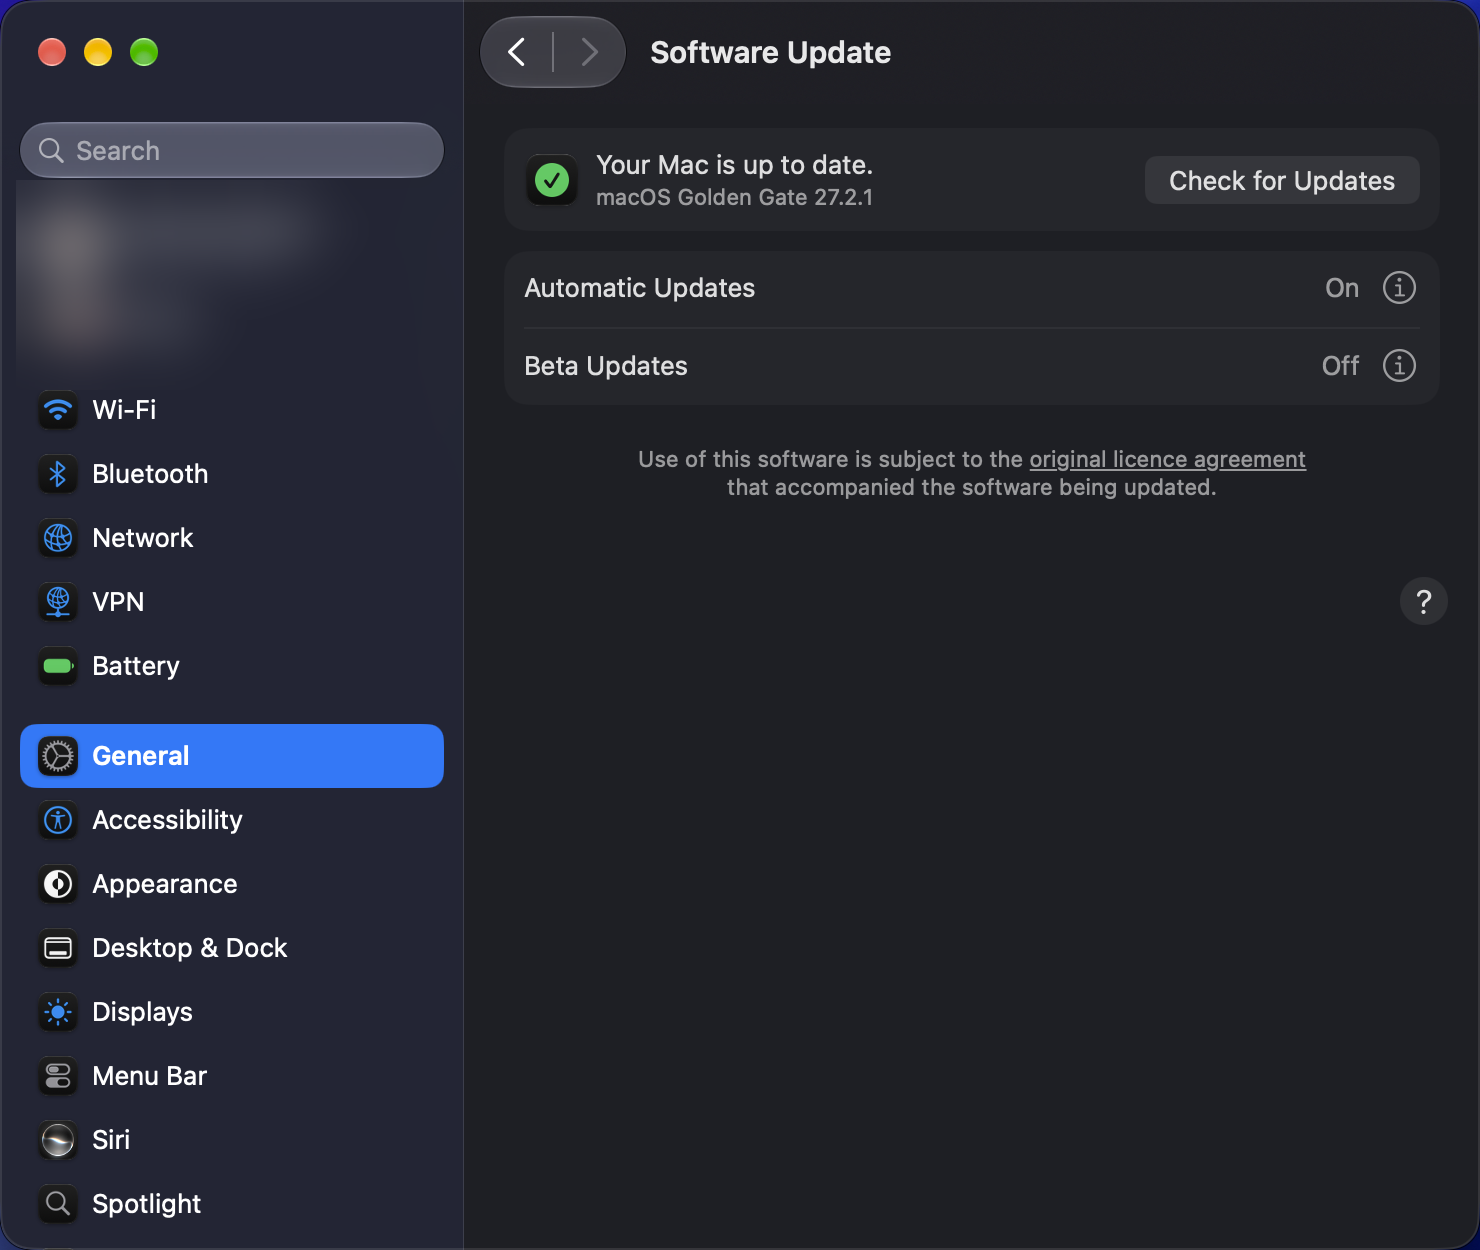 Search
Wi-Fi
Bluetooth
Network
VPN
Battery
General
Accessibility
Appearance
Desktop & Dock
Displays
Menu Bar
Siri
Spotlight
Software Update
Your Mac is up to date.
macOS Golden Gate 27.2.1
Check for Updates
Automatic Updates
On
Beta Updates
Off
Use of this software is subject to the original licence agreement
that accompanied the software being updated.
?